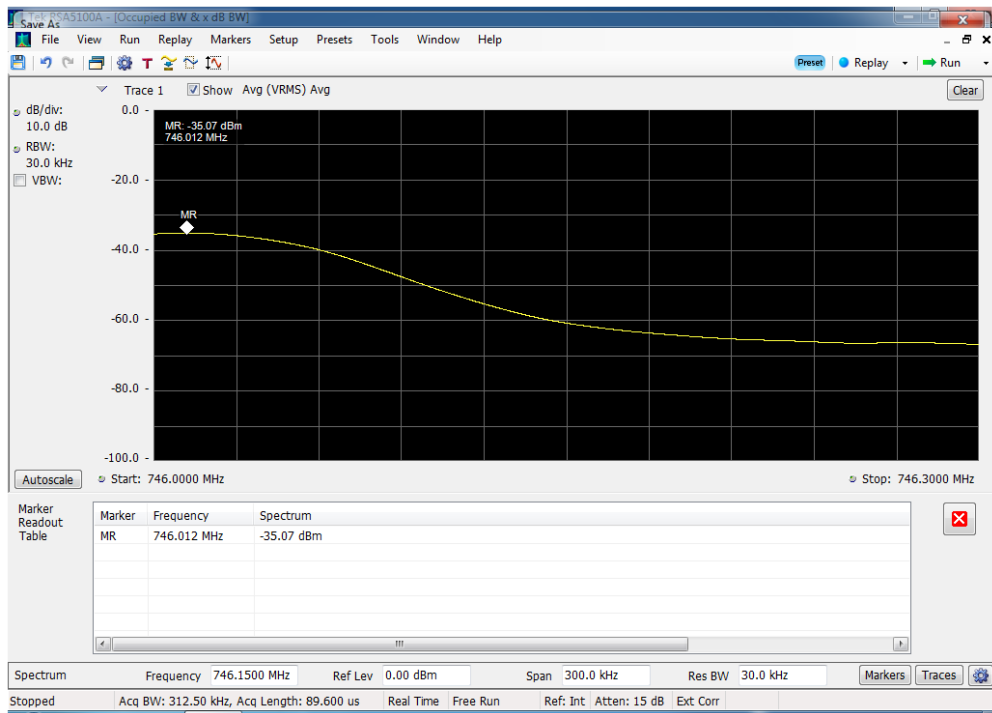 Tek RSA5100A - [Occupied BW & x dB BW]
Save As
File View Run Replay Markers Setup Presets Tools Window Help
T Preset Replay Run
Trace 1 Show Avg (VRMS) Avg Clear
dB/div:
10.0 dB
RBW:
30.0 kHz
VBW:
0.0 -
-20.0 -
-40.0 -
-60.0 -
-80.0 -
-100.0 -
MR: -35.07 dBm
746.012 MHz
MR
Autoscale Start: 746.0000 MHz Stop: 746.3000 MHz
Marker
Readout
Table
Marker Frequency Spectrum
MR 746.012 MHz -35.07 dBm
Spectrum Frequency 746.1500 MHz Ref Lev 0.00 dBm Span 300.0 kHz Res BW 30.0 kHz Markers Traces
Stopped Acq BW: 312.50 kHz, Acq Length: 89.600 us Real Time Free Run Ref: Int Atten: 15 dB Ext Corr